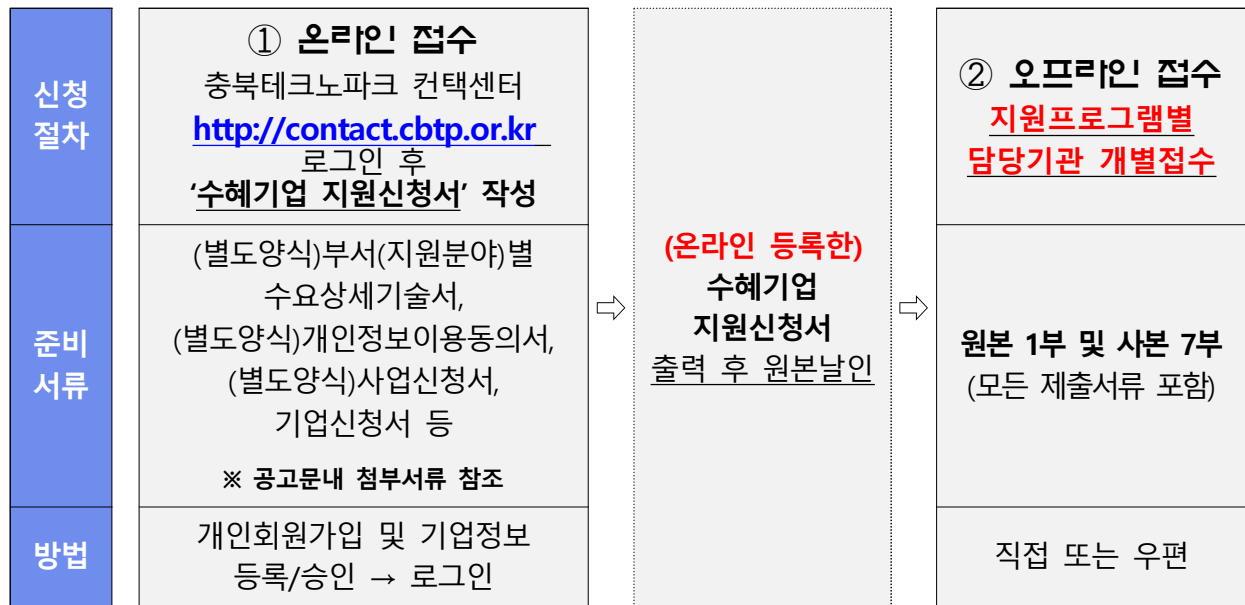 신청
절차
① 온라인 접수
충북테크노파크 컨택센터
http://contact.cbtp.or.kr
로그인 후
‘수혜기업 지원신청서’ 작성
② 오프라인 접수
지원프로그램별
담당기관 개별접수
준비
서류
(별도양식)부서(지원분야)별
수요상세기술서,
(별도양식)개인정보이용동의서,
(별도양식)사업신청서,
기업신청서 등
※ 공고문내 첨부서류 참조
⇨
(온라인 등록한)
수혜기업
지원신청서
출력 후 원본날인
⇨
원본 1부 및 사본 7부
(모든 제출서류 포함)
방법
개인회원가입 및 기업정보
등록/승인 → 로그인
직접 또는 우편